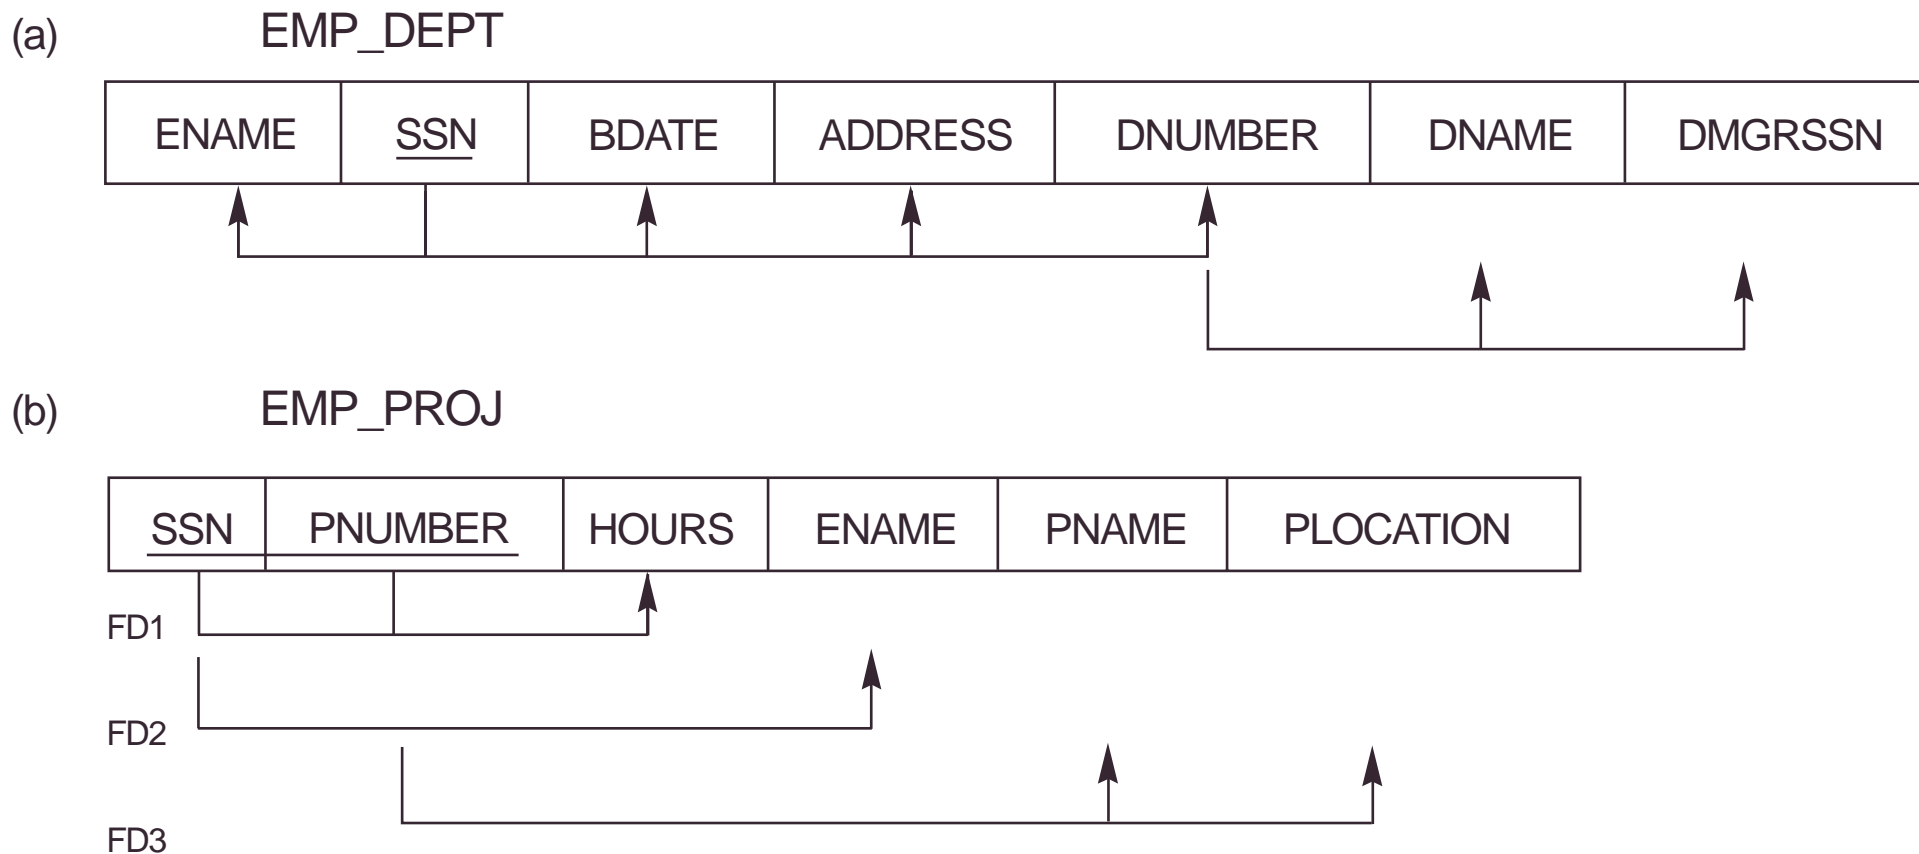 (a) EMP_DEPT
ENAME SSN BDATE ADDRESS DNUMBER DNAME DMGRSSN
(b) EMP_PROJ
SSN PNUMBER HOURS ENAME PNAME PLOCATION
FD1
FD2
FD3